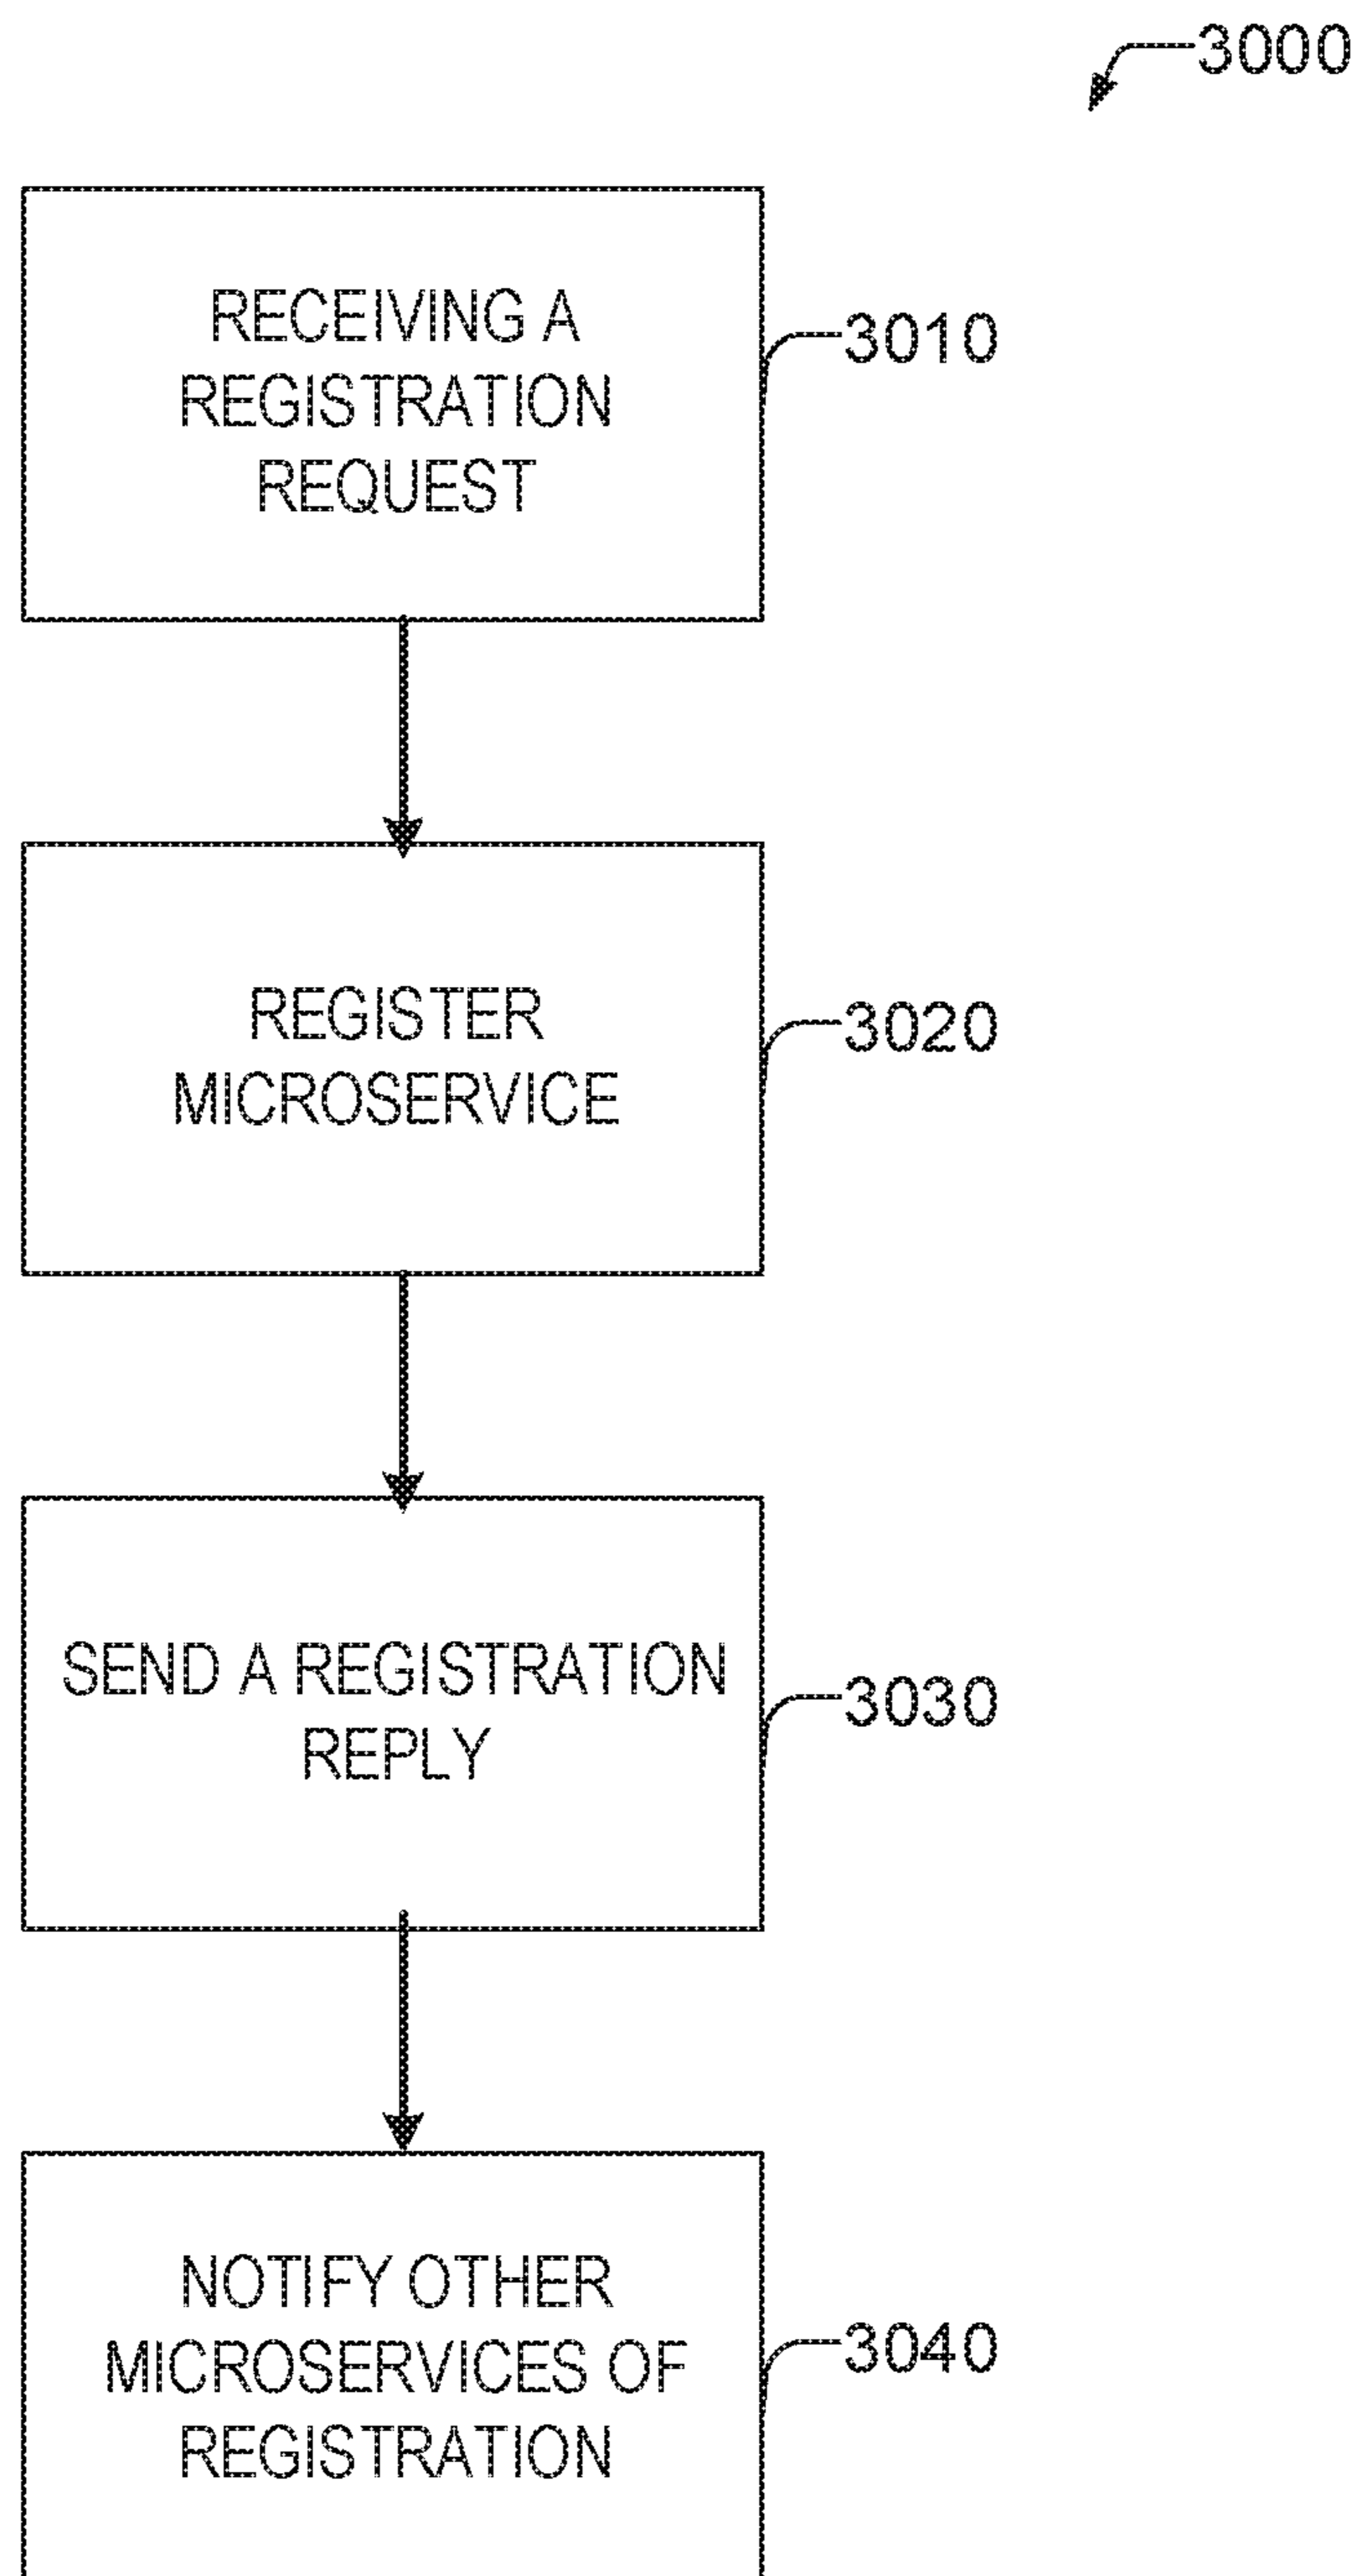 3000
RECEIVING A
REGISTRATION
REQUEST
3010
REGISTER
MICROSERVICE
3020
SEND A REGISTRATION
REPLY
3030
NOTIFY OTHER
MICROSERVICES OF
REGISTRATION
3040